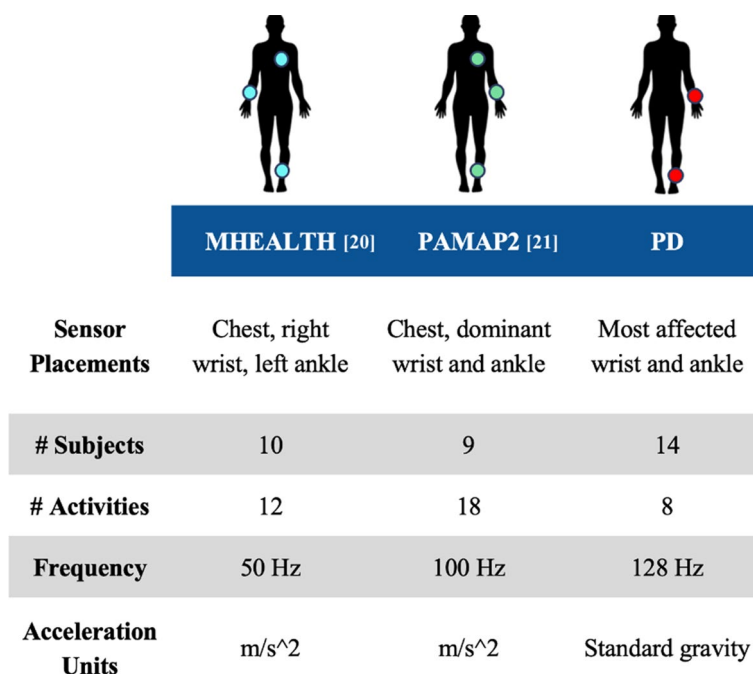 MHEALTH [20] PAMAP2 [21] PD
Sensor Placements Chest, right wrist, left ankle Chest, dominant wrist and ankle Most affected wrist and ankle
# Subjects 10 9 14
# Activities 12 18 8
Frequency 50 Hz 100 Hz 128 Hz
Acceleration Units m/s^2 m/s^2 Standard gravity